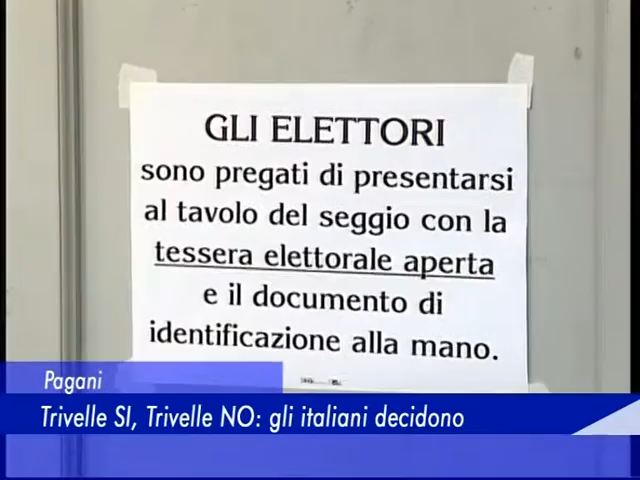 GLI ELETTORI
sono pregati di presentarsi
al tavolo del seggio con la
tessera elettorale aperta
e il documento di
identificazione alla mano.
Pagani
Trivelle SI, Trivelle NO: gli italiani decidono